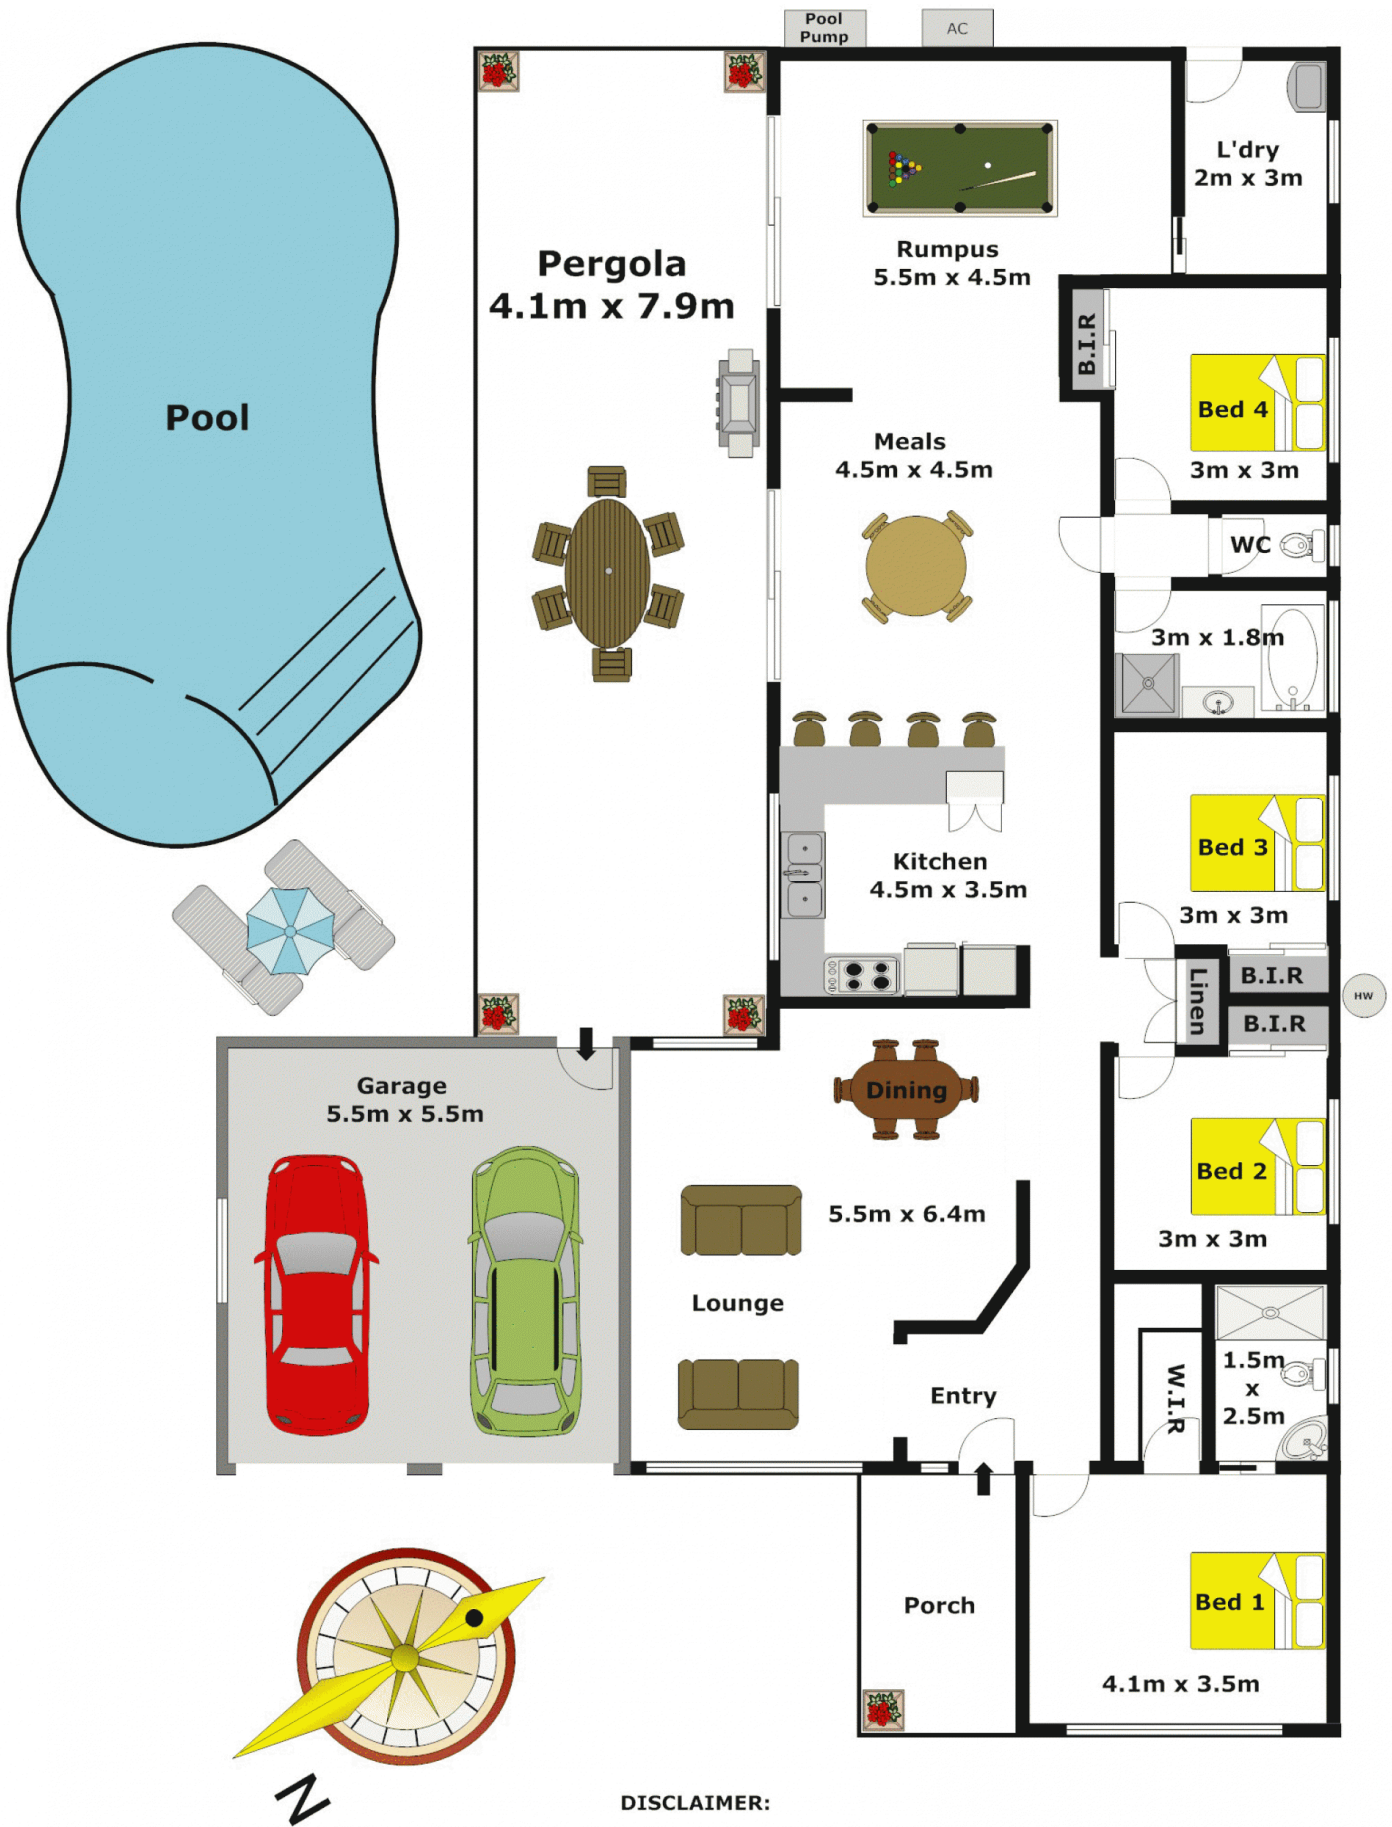 Pool
Pump
AC
L'dry
2m x 3m
Rumpus
5.5m x 4.5m
Pergola
4.1m x 7.9m
B.I.R
Bed 4
3m x 3m
Pool
Meals
4.5m x 4.5m
WC
3m x 1.8m
Bed 3
3m x 3m
Kitchen
4.5m x 3.5m
B.I.R
Linen
HW
B.I.R
Garage
5.5m x 5.5m
Dining
Bed 2
3m x 3m
5.5m x 6.4m
Lounge
1.5m
x
2.5m
W.I.R
Entry
Porch
Bed 1
4.1m x 3.5m
N
DISCLAIMER: